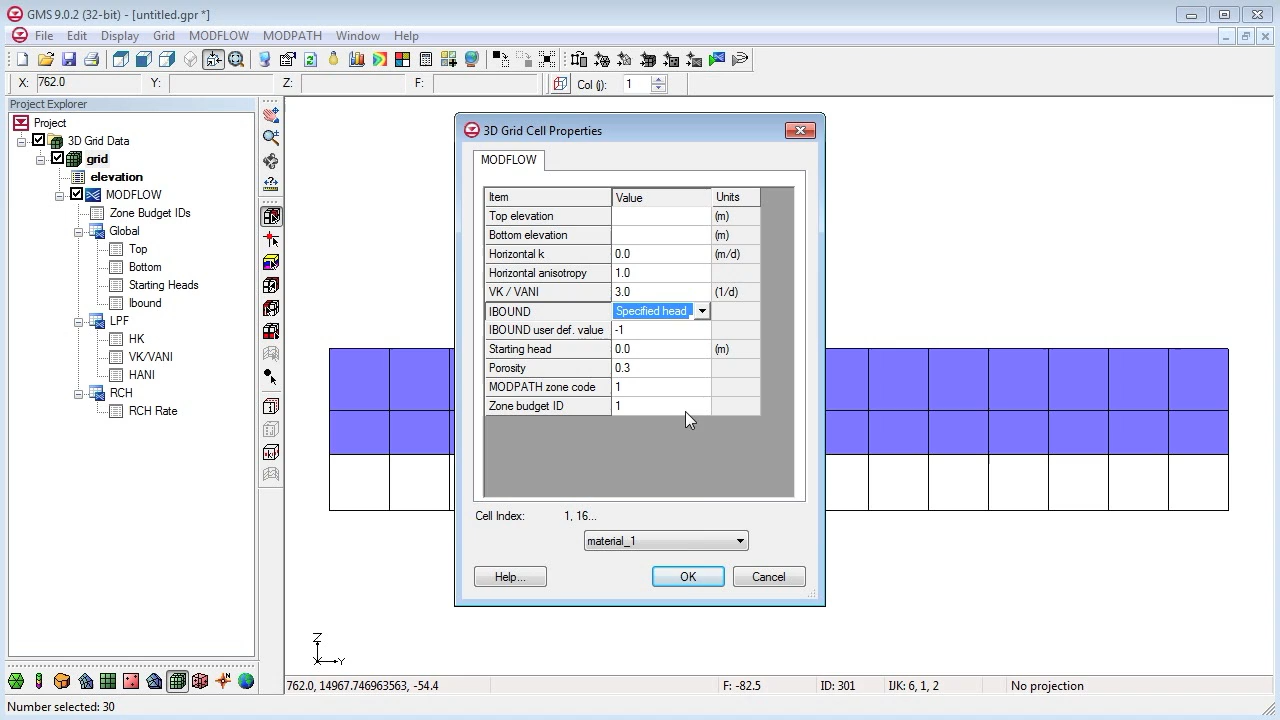 GMS 9.0.2 (32-bit) - [untitled.gpr *]
File Edit Display Grid MODFLOW MODPATH Window Help
X: 762.0 Y: Z: F: Col (j): 1
Project Explorer
Project
3D Grid Data
grid
elevation
MODFLOW
Zone Budget IDs
Global
Top
Bottom
Starting Heads
Ibound
LPF
HK
VK/VANI
HANI
RCH
RCH Rate
3D Grid Cell Properties
MODFLOW
Item Value Units
Top elevation (m)
Bottom elevation (m)
Horizontal k 0.0 (m/d)
Horizontal anisotropy 1.0
VK / VANI 3.0 (1/d)
IBOUND Specified head
IBOUND user def. value -1
Starting head 0.0 (m)
Porosity 0.3
MODPATH zone code 1
Zone budget ID 1
Cell Index: 1, 16...
material_1
Help... OK Cancel
Z
Y
762.0, 14967.746963563, -54.4 F: -82.5 ID: 301 IJK: 6, 1, 2 No projection
Number selected: 30